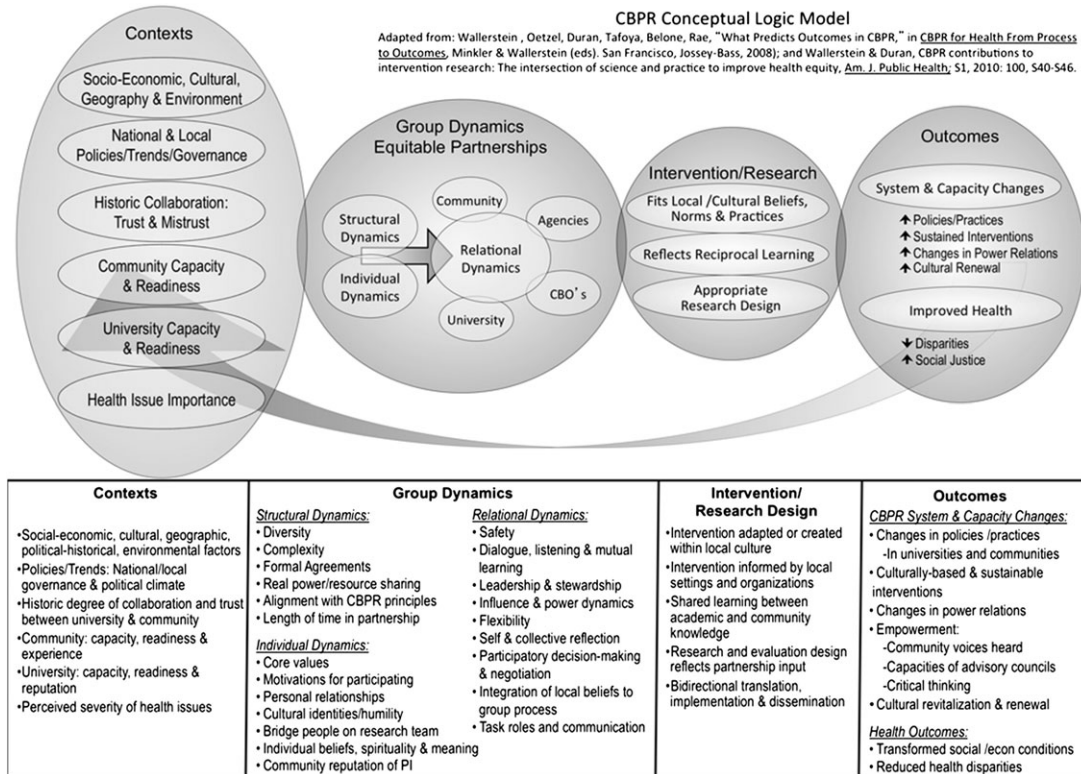 CBPR Conceptual Logic Model
Adapted from: Wallerstein , Oetzel, Duran, Tafoya, Belone, Rae, "What Predicts Outcomes in CBPR," in CBPR for Health From Process
to Outcomes, Minkler & Wallerstein (eds). San Francisco, Jossey-Bass, 2008); and Wallerstein & Duran, CBPR contributions to
intervention research: The intersection of science and practice to improve health equity, Am. J. Public Health; S1, 2010: 100, S40-S46.
Contexts
Socio-Economic, Cultural,
Geography & Environment
National & Local
Policies/Trends/Governance
Historic Collaboration:
Trust & Mistrust
Community Capacity
& Readiness
University Capacity
& Readiness
Health Issue Importance
Group Dynamics
Equitable Partnerships
Structural
Dynamics
Individual
Dynamics
Community
Relational
Dynamics
Agencies
CBO's
University
Intervention/Research
Fits Local /Cultural Beliefs,
Norms & Practices
Reflects Reciprocal Learning
Appropriate
Research Design
Outcomes
System & Capacity Changes
↑ Policies/Practices
↑ Sustained Interventions
↑ Changes in Power Relations
↑ Cultural Renewal
Improved Health
↓ Disparities
↑ Social Justice
Contexts
•Social-economic, cultural, geographic,
political-historical, environmental factors
•Policies/Trends: National/local
governance & political climate
•Historic degree of collaboration and trust
between university & community
•Community: capacity, readiness &
experience
•University: capacity, readiness &
reputation
•Perceived severity of health issues
Group Dynamics
Structural Dynamics:
• Diversity
• Complexity
• Formal Agreements
• Real power/resource sharing
• Alignment with CBPR principles
• Length of time in partnership
Individual Dynamics:
• Core values
• Motivations for participating
• Personal relationships
• Cultural identities/humility
• Bridge people on research team
• Individual beliefs, spirituality & meaning
• Community reputation of PI
Relational Dynamics:
• Safety
• Dialogue, listening & mutual
learning
• Leadership & stewardship
• Influence & power dynamics
• Flexibility
• Self & collective reflection
• Participatory decision-making
& negotiation
• Integration of local beliefs to
group process
• Task roles and communication
Intervention/
Research Design
•Intervention adapted or created
within local culture
•Intervention informed by local
settings and organizations
•Shared learning between
academic and community
knowledge
•Research and evaluation design
reflects partnership input
•Bidirectional translation,
implementation & dissemination
Outcomes
CBPR System & Capacity Changes:
• Changes in policies /practices
-In universities and communities
• Culturally-based & sustainable
interventions
• Changes in power relations
• Empowerment:
-Community voices heard
-Capacities of advisory councils
-Critical thinking
• Cultural revitalization & renewal
Health Outcomes:
• Transformed social /econ conditions
• Reduced health disparities